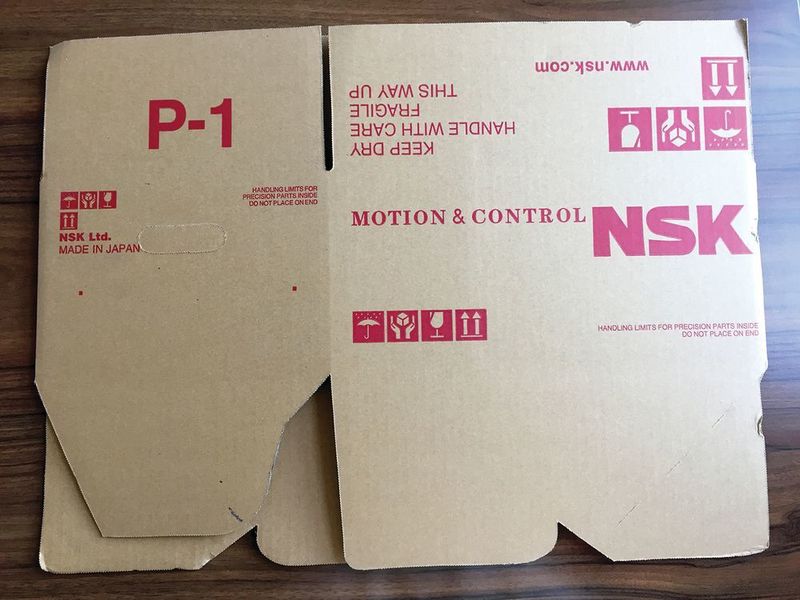 P-1
HANDLING LIMITS FOR
PRECISION PARTS INSIDE
DO NOT PLACE ON END
NSK Ltd.
MADE IN JAPAN
www.nsk.com
KEEP DRY
HANDLE WITH CARE
FRAGILE
THIS WAY UP
MOTION & CONTROL NSK
HANDLING LIMITS FOR PRECISION PARTS INSIDE
DO NOT PLACE ON END